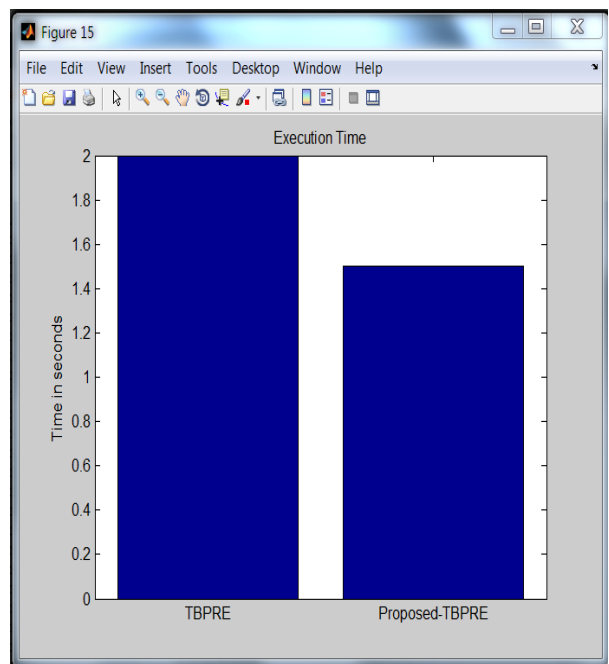 Figure 15
File Edit View Insert Tools Desktop Window Help
Execution Time
2
1.8
1.6
1.4
1.2
1
0.8
0.6
0.4
0.2
0
Time in seconds
TBPRE Proposed-TBPRE